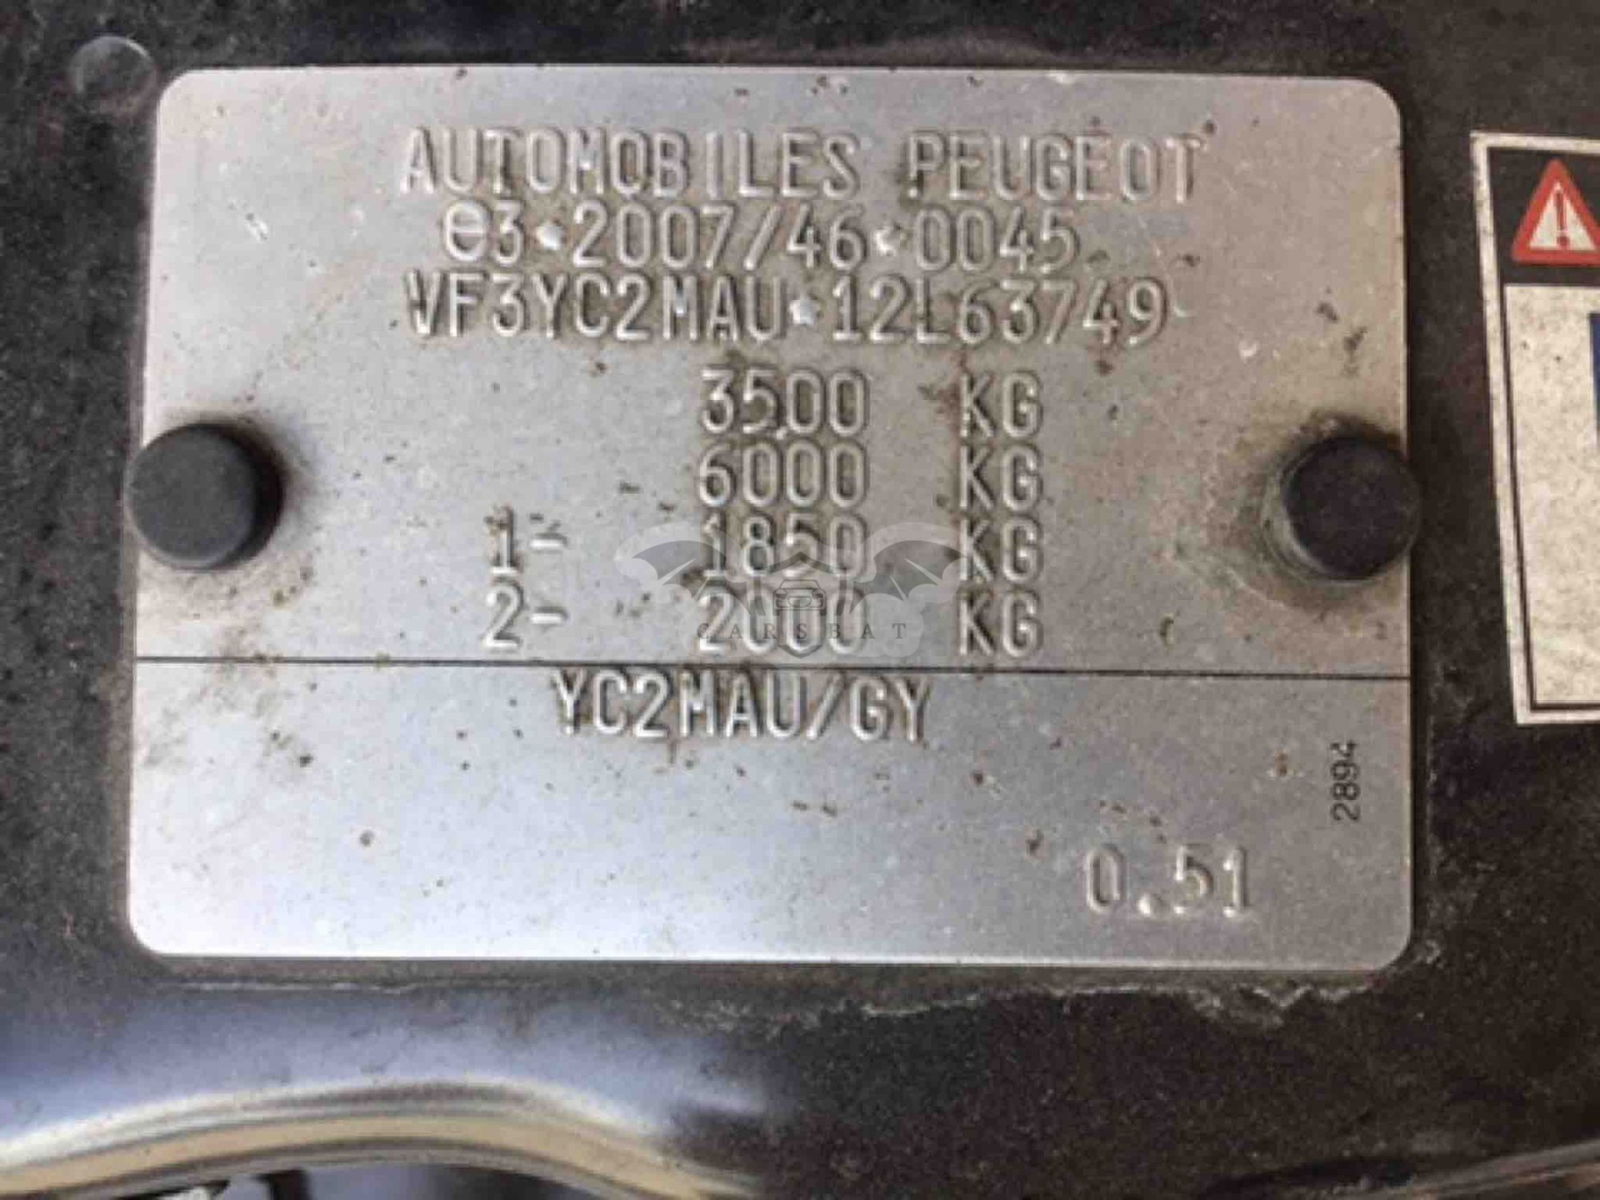 AUTOMOBILES PEUGEOT
e3*2007/46*0045
VF3YC2MAU*12L63749
3500 KG
6000 KG
1- 1850 KG
2- 2000 KG
CARSBAT
YC2MAU/GY
2894
0.51